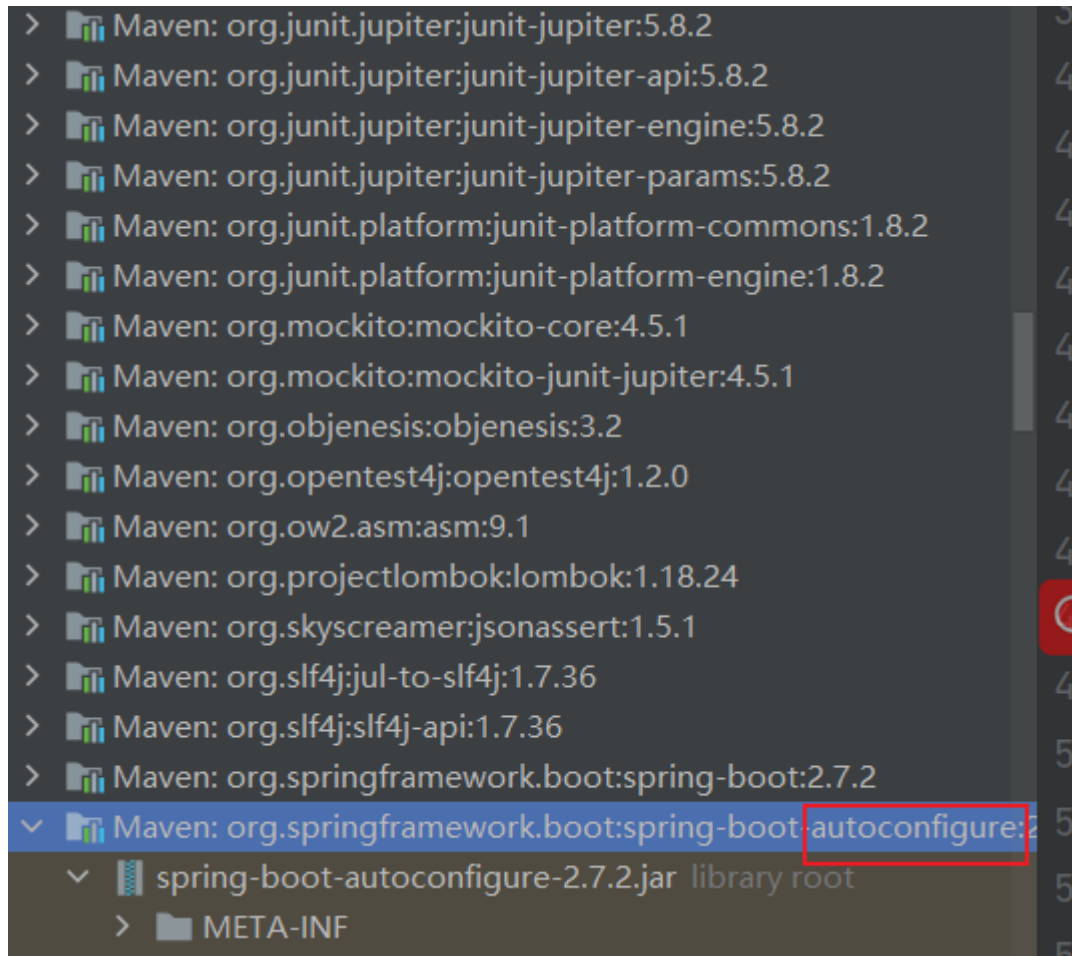 Maven: org.junit.jupiter:junit-jupiter:5.8.2
Maven: org.junit.jupiter:junit-jupiter-api:5.8.2
Maven: org.junit.jupiter:junit-jupiter-engine:5.8.2
Maven: org.junit.jupiter:junit-jupiter-params:5.8.2
Maven: org.junit.platform:junit-platform-commons:1.8.2
Maven: org.junit.platform:junit-platform-engine:1.8.2
Maven: org.mockito:mockito-core:4.5.1
Maven: org.mockito:mockito-junit-jupiter:4.5.1
Maven: org.objenesis:objenesis:3.2
Maven: org.opentest4j:opentest4j:1.2.0
Maven: org.ow2.asm:asm:9.1
Maven: org.projectlombok:lombok:1.18.24
Maven: org.skyscreamer:jsonassert:1.5.1
Maven: org.slf4j:jul-to-slf4j:1.7.36
Maven: org.slf4j:slf4j-api:1.7.36
Maven: org.springframework.boot:spring-boot:2.7.2
Maven: org.springframework.boot:spring-boot-autoconfigure:2
spring-boot-autoconfigure-2.7.2.jar library root
META-INF